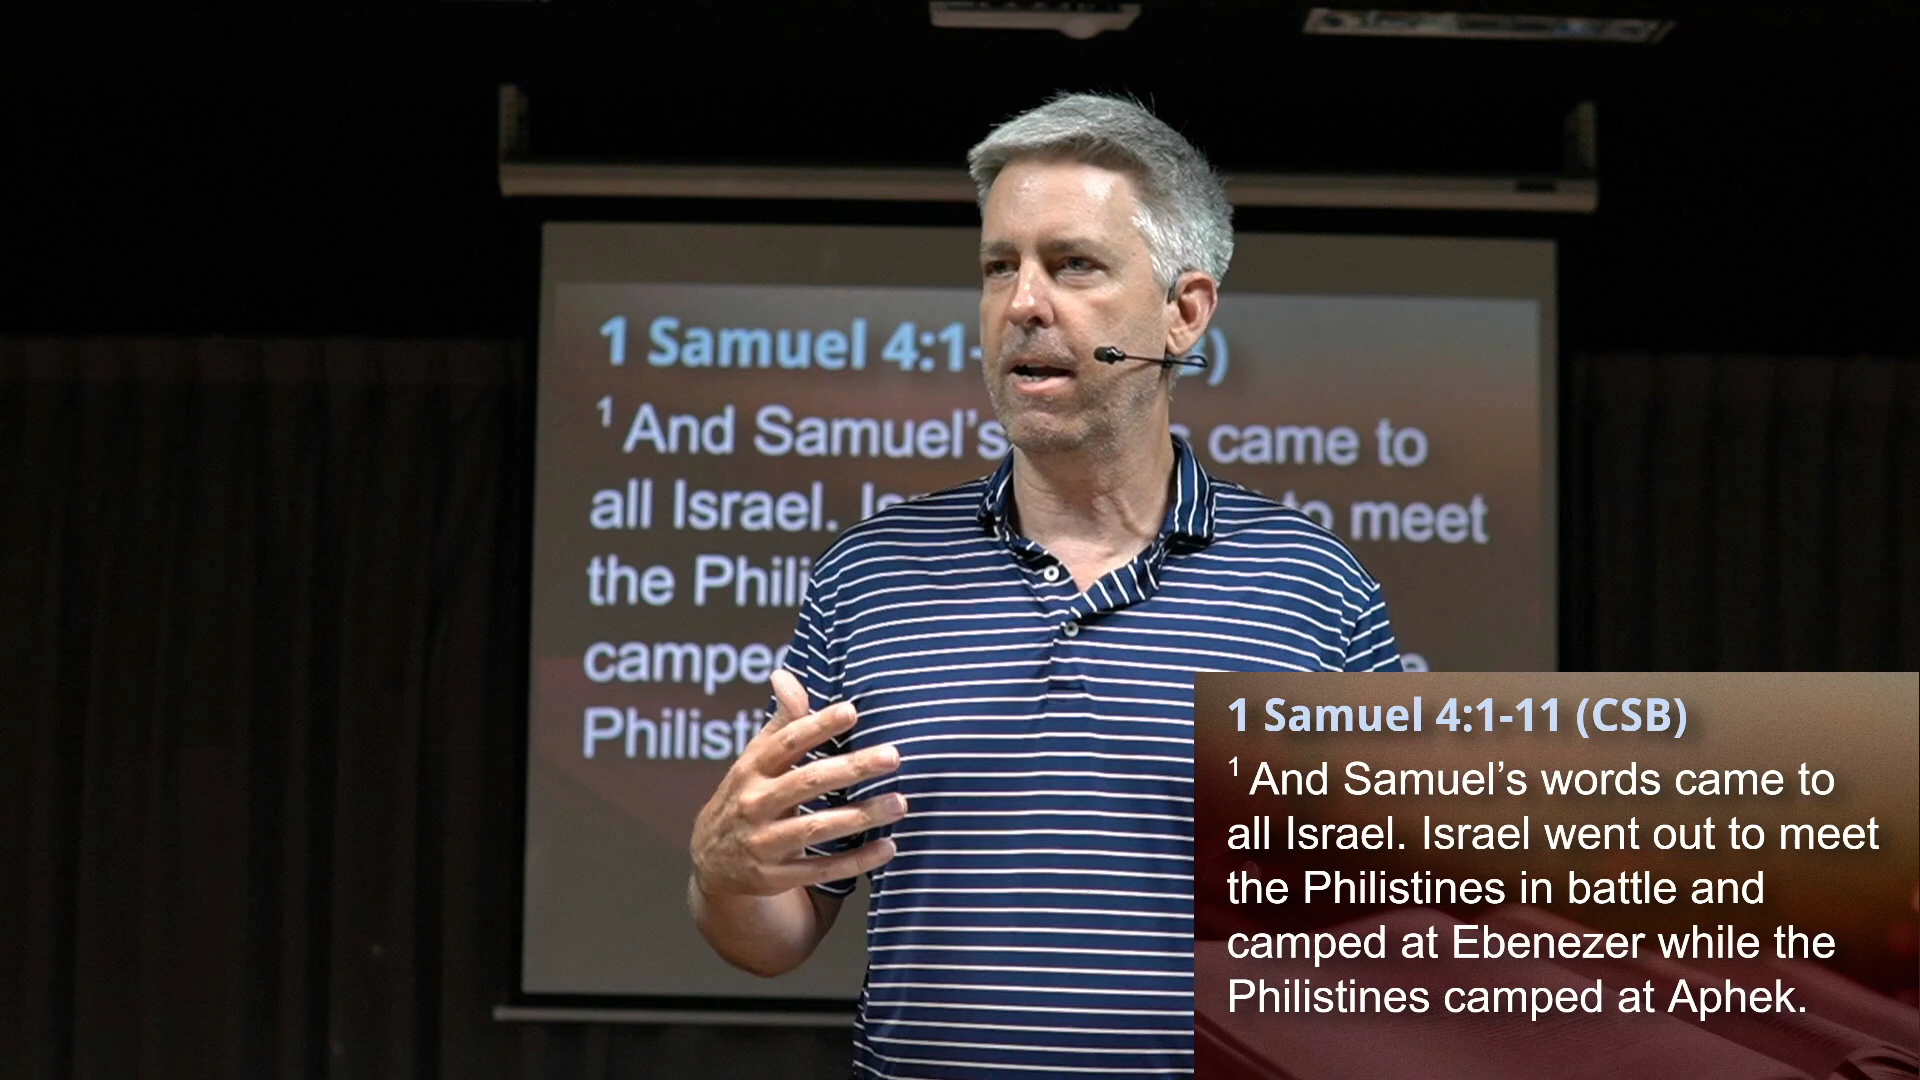 1 Samuel 4:1-
1 And Samuel's came to
all Israel. to meet
the Phili
campe
Philisti
1 Samuel 4:1-11 (CSB)
1 And Samuel's words came to
all Israel. Israel went out to meet
the Philistines in battle and
camped at Ebenezer while the
Philistines camped at Aphek.